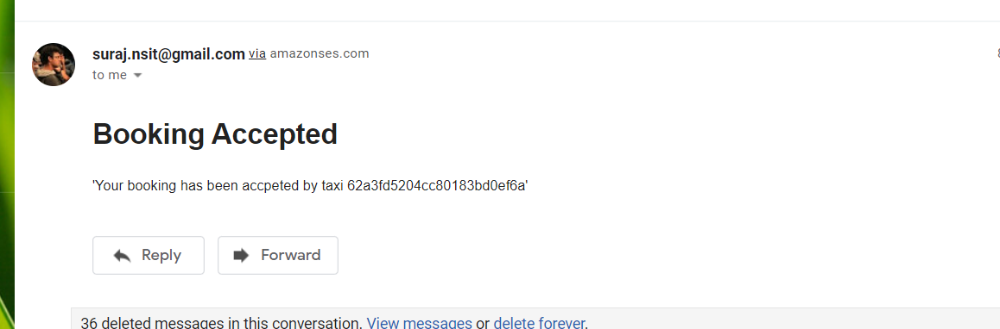 suraj.nsit@gmail.com via amazonses.com
to me
Booking Accepted
'Your booking has been accpeted by taxi 62a3fd5204cc80183bd0ef6a'
Reply Forward
36 deleted messages in this conversation. View messages or delete forever.